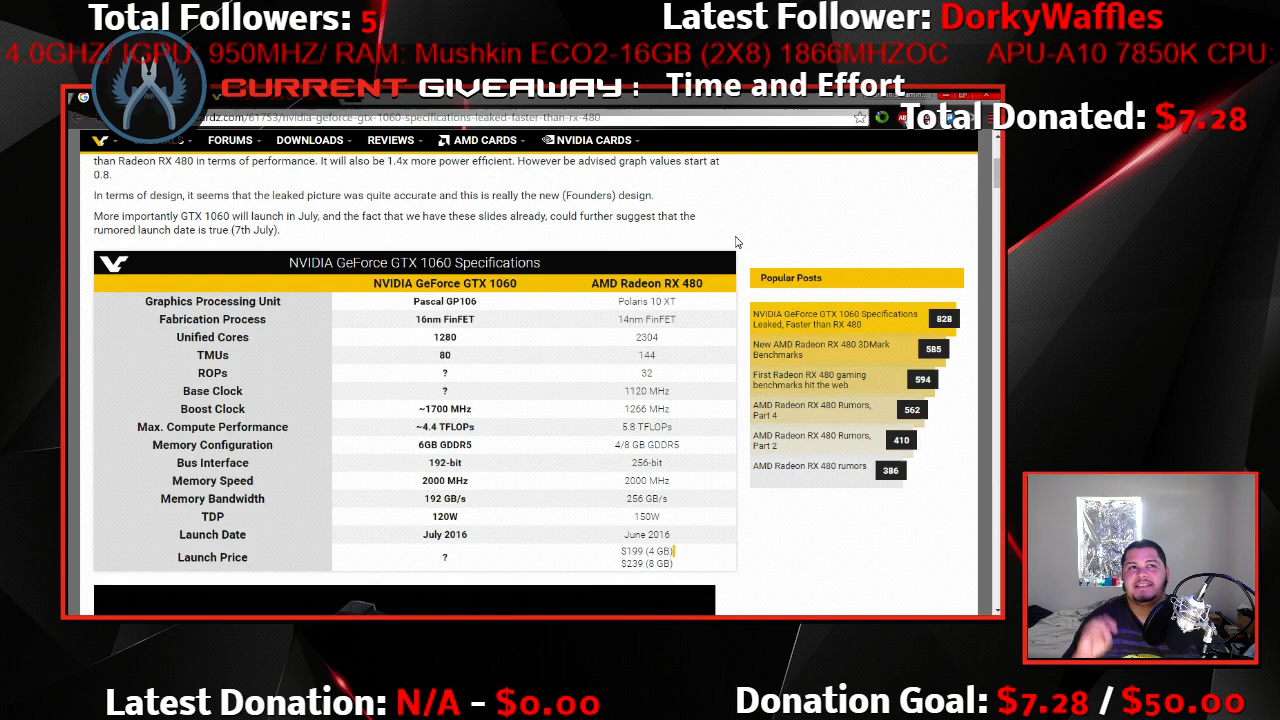 Total Followers: 5
Latest Follower: DorkyWaffles
4.0GHZ/ IGPU: 950MHZ/ RAM: Mushkin ECO2-16GB (2X8) 1866MHZOC APU-A10 7850K CPU:
CURRENT GIVEAWAY : Time and Effort
Total Donated: $7.28
rdz.com/61753/nvidia-geforce-gtx-1060-specifications-leaked-faster-than-rx-480
FORUMS DOWNLOADS REVIEWS AMD CARDS NVIDIA CARDS
than Radeon RX 480 in terms of performance. It will also be 1.4x more power efficient. However be advised graph values start at
0.8.
In terms of design, it seems that the leaked picture was quite accurate and this is really the new (Founders) design.
More importantly GTX 1060 will launch in July, and the fact that we have these slides already, could further suggest that the
rumored launch date is true (7th July).
NVIDIA GeForce GTX 1060 Specifications
NVIDIA GeForce GTX 1060 AMD Radeon RX 480
Graphics Processing Unit Pascal GP106 Polaris 10 XT
Fabrication Process 16nm FinFET 14nm FinFET
Unified Cores 1280 2304
TMUs 80 144
ROPs ? 32
Base Clock ? 1120 MHz
Boost Clock ~1700 MHz 1266 MHz
Max. Compute Performance ~4.4 TFLOPs 5.8 TFLOPs
Memory Configuration 6GB GDDR5 4/8 GB GDDR5
Bus Interface 192-bit 256-bit
Memory Speed 2000 MHz 2000 MHz
Memory Bandwidth 192 GB/s 256 GB/s
TDP 120W 150W
Launch Date July 2016 June 2016
Launch Price ? $199 (4 GB)
$239 (8 GB)
Popular Posts
NVIDIA GeForce GTX 1060 Specifications
Leaked, Faster than RX 480
828
New AMD Radeon RX 480 3DMark
Benchmarks
585
First Radeon RX 480 gaming
benchmarks hit the web
594
AMD Radeon RX 480 Rumors,
Part 4
562
AMD Radeon RX 480 Rumors,
Part 2
410
AMD Radeon RX 480 rumors
386
Latest Donation: N/A - $0.00
Donation Goal: $7.28 / $50.00